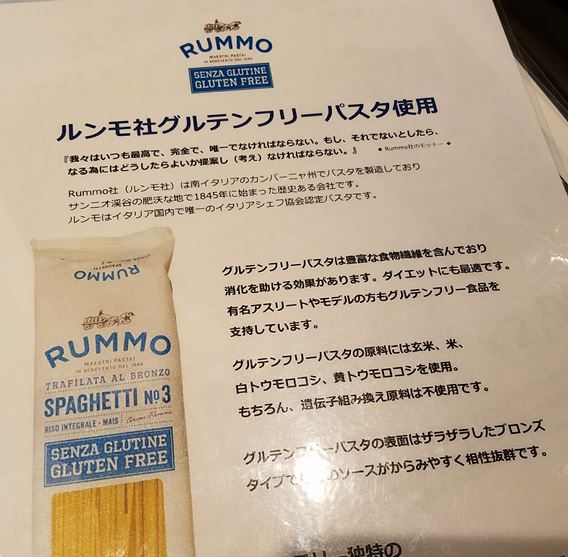 RUMMO
MAESTRI PASTAI
IN BENEVENTO DAL 1846
SENZA GLUTINE
GLUTEN FREE
ルンモ社グルテンフリーパスタ使用
『我々はいつも最高で、完全で、唯一でなければならない。もし、それでないとしたら、
なる為にはどうしたらよいか提案し（考え）なければならない。』
◆ Rummo社のモットー ◆
Rummo社（ルンモ社）は南イタリアのカンパーニャ州でパスタを製造しており
サンニオ渓谷の肥沃な地で1845年に始まった歴史ある会社です。
ルンモはイタリア国内で唯一のイタリアシェフ協会認定パスタです。
グルテンフリーパスタは豊富な食物繊維を含んでおり
消化を助ける効果があります。ダイエットにも最適です。
有名アスリートやモデルの方もグルテンフリー食品を
支持しています。
グルテンフリーパスタの原料には玄米、米、
白トウモロコシ、黄トウモロコシを使用。
もちろん、遺伝子組み換え原料は不使用です。
グルテンフリーパスタの表面はザラザラしたブロンズ
タイプで
のソースがからみやすく相性抜群です。
リー独特の
SPAGHETTI
RUMMO
RUMMO
MAESTRI PASTAI
IN BENEVENTO DAL 1846
TRAFILATA AL BRONZO
SPAGHETTI Nº3
RISO INTEGRALE + MAIS
SENZA GLUTINE
GLUTEN FREE